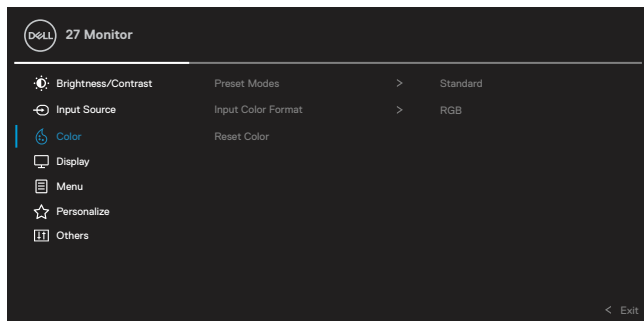 DELL 27 Monitor
Brightness/Contrast Preset Modes > Standard
Input Source Input Color Format > RGB
Color Reset Color
Display
Menu
Personalize
Others
< Exit